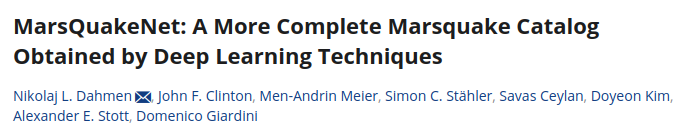 MarsQuakeNet: A More Complete Marsquake Catalog
Obtained by Deep Learning Techniques
Nikolaj L. Dahmen, John F. Clinton, Men-Andrin Meier, Simon C. Stähler, Savas Ceylan, Doyeon Kim,
Alexander E. Stott, Domenico Giardini